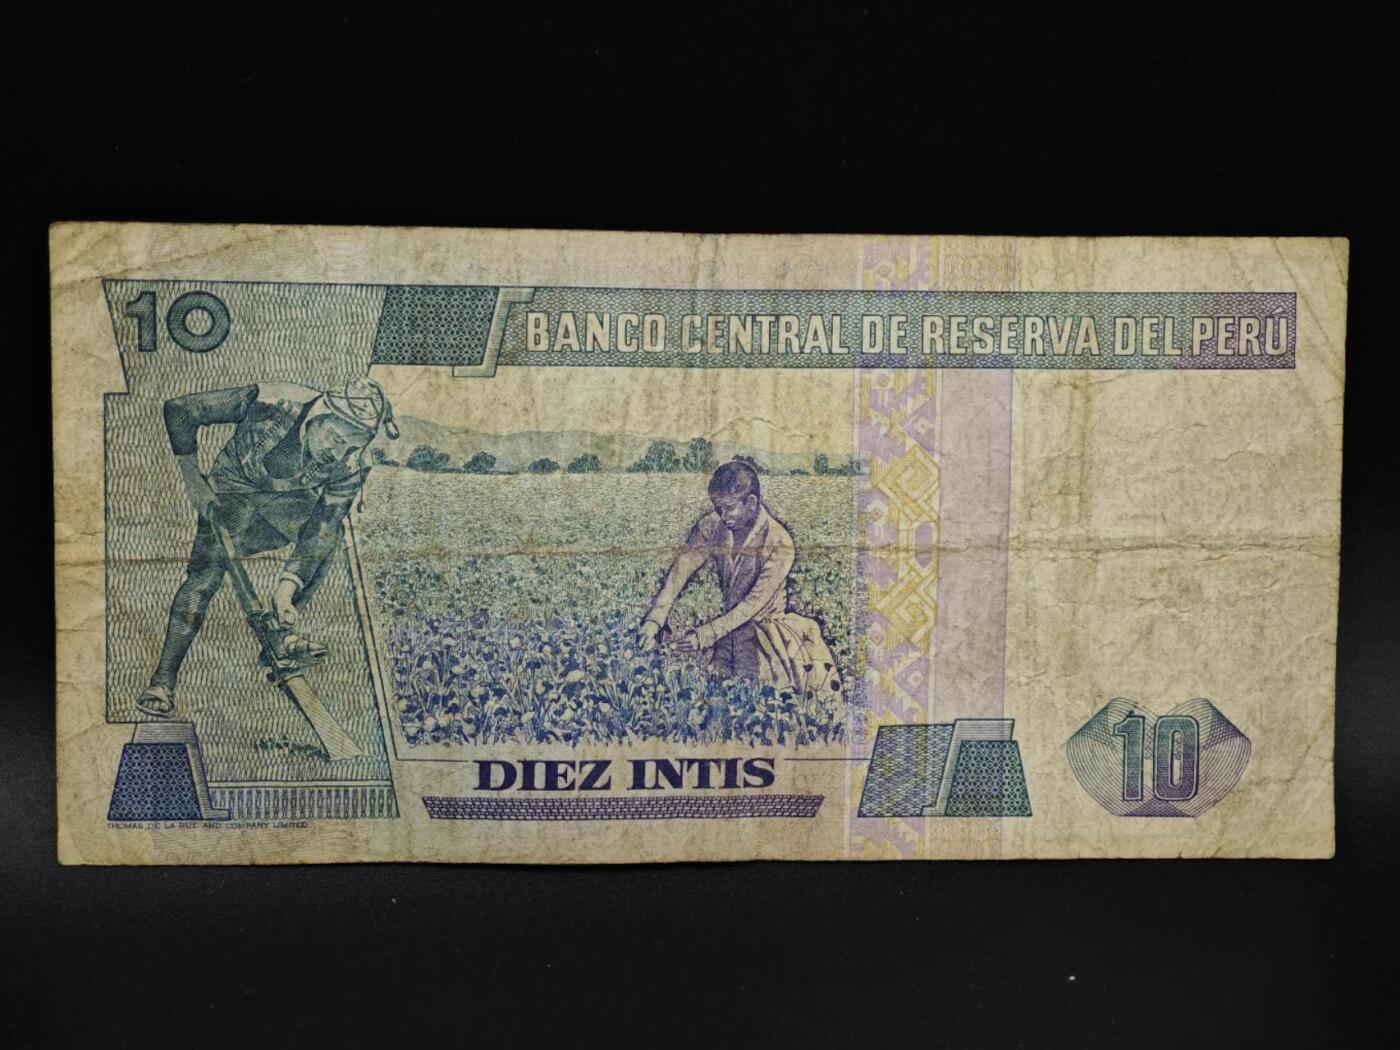 10
BANCO CENTRAL DE RESERVA DEL PERÚ
DIEZ INTIS
10
THOMAS DE LA RUE AND COMPANY LIMITED